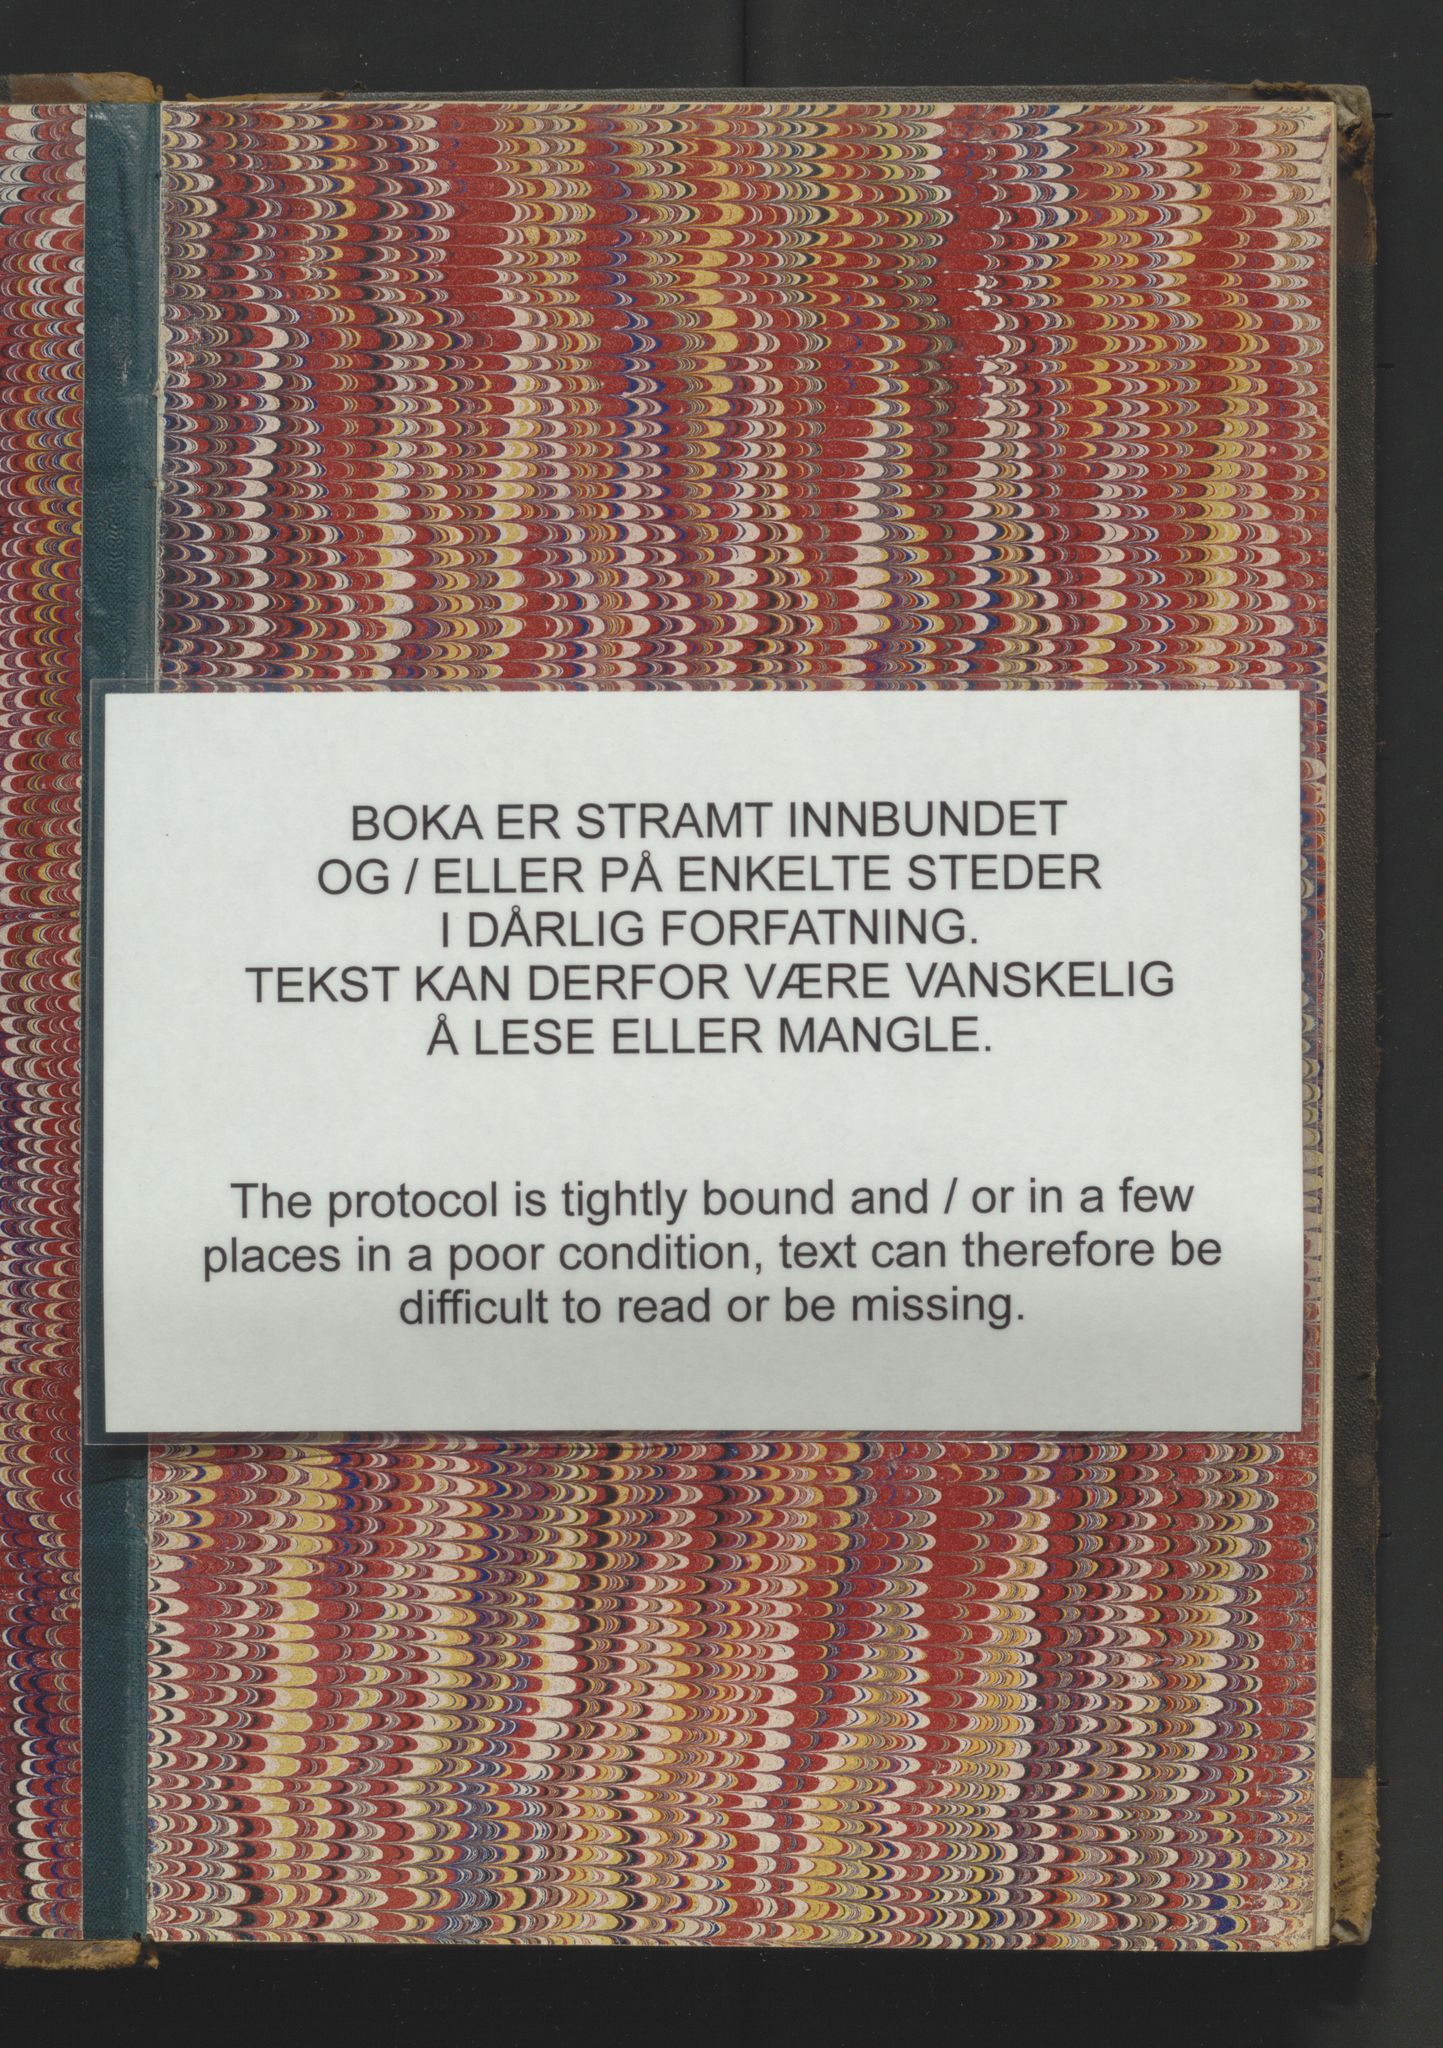 BOKA ER STRAMT INNBUNDET
OG / ELLER PÅ ENKELTE STEDER
I DÅRLIG FORFATNING.
TEKST KAN DERFOR VÆRE VANSKELIG
Å LESE ELLER MANGLE.
The protocol is tightly bound and / or in a few
places in a poor condition, text can therefore be
difficult to read or be missing.